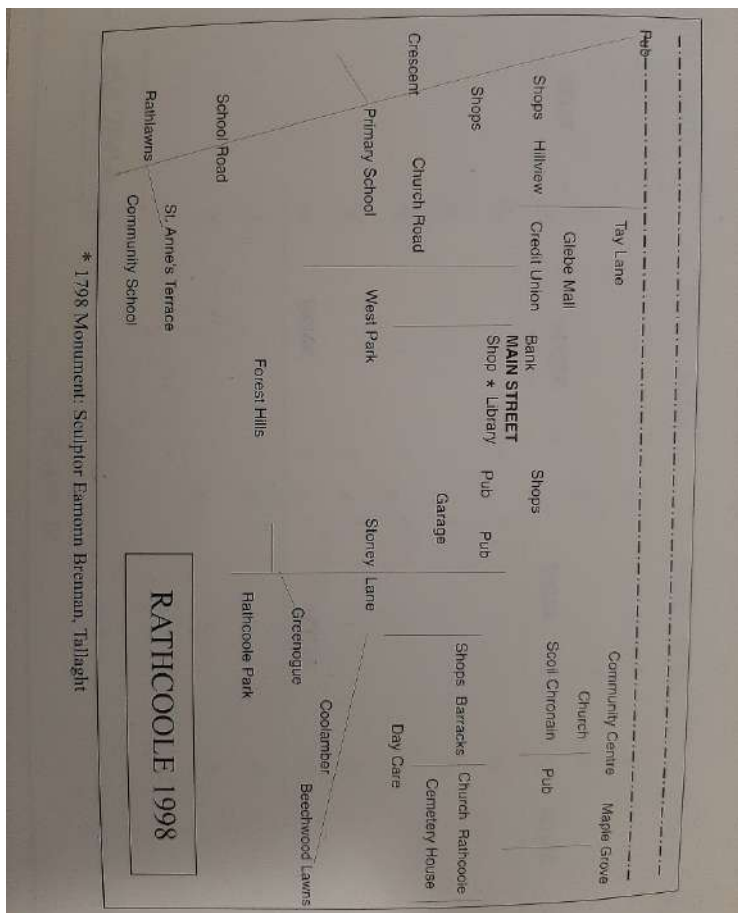 Pub
Tay Lane
Community Centre
Maple Grove
Glebe Mall
Church
Shops Hillview
Credit Union
Bank
Shops
Scoil Chronain
Pub
MAIN STREET
Shop * Library
Pub
Pub
Shops
Garage
Shops Barracks
Church Rathcoole
Cemetery House
Crescent
Church Road
Day Care
Primary School
West Park
Stoney Lane
Coolamber
Beechwood Lawns
Greenogue
School Road
Forest Hills
Rathcoole Park
St. Anne's Terrace
Rathlawns
Community School
RATHCOOLE 1998
* 1798 Monument: Sculptor Eamonn Brennan, Tallaght